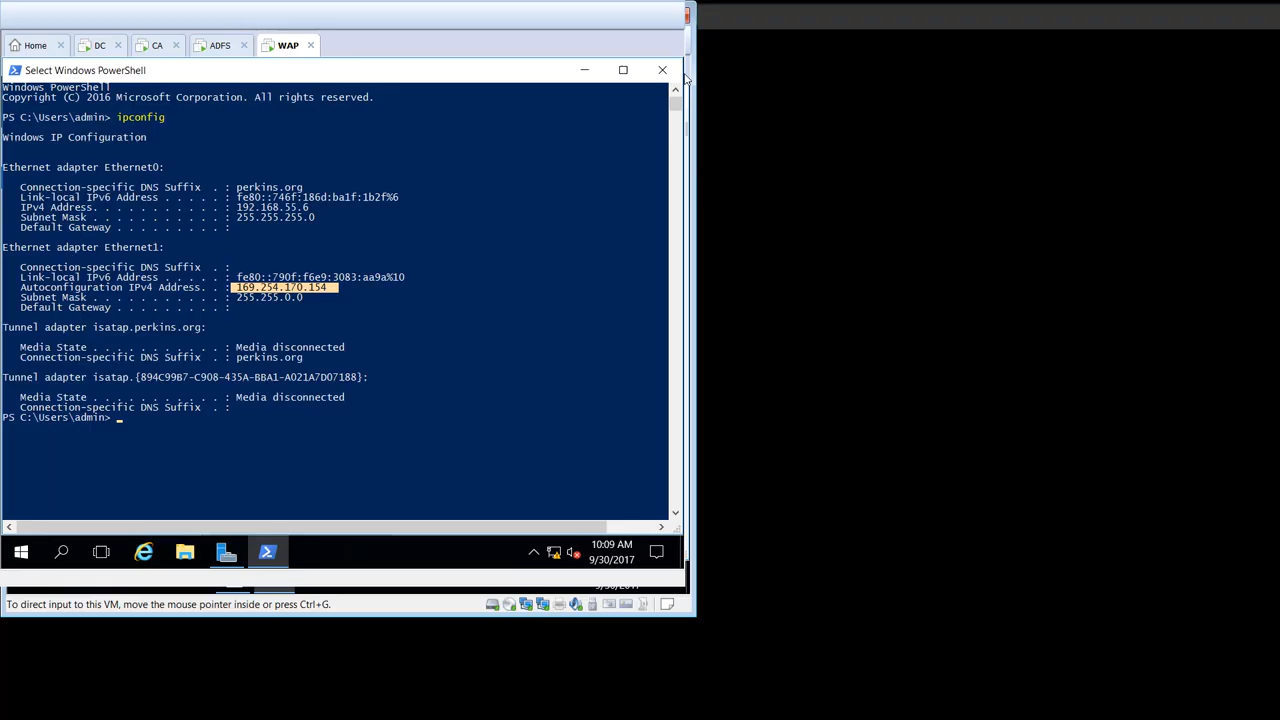 Home DC CA ADFS WAP
Select Windows PowerShell
Windows PowerShell
Copyright (C) 2016 Microsoft Corporation. All rights reserved.
PS C:\Users\admin> ipconfig
Windows IP Configuration
Ethernet adapter Ethernet0:
Connection-specific DNS Suffix . : perkins.org
Link-local IPv6 Address . . . . . : fe80::746f:186d:ba1f:1b2f%6
IPv4 Address. . . . . . . . . . . : 192.168.55.6
Subnet Mask . . . . . . . . . . . : 255.255.255.0
Default Gateway . . . . . . . . . :
Ethernet adapter Ethernet1:
Connection-specific DNS Suffix . :
Link-local IPv6 Address . . . . . : fe80::790f:f6e9:3083:aa9a%10
Autoconfiguration IPv4 Address. . : 169.254.170.154
Subnet Mask . . . . . . . . . . . : 255.255.0.0
Default Gateway . . . . . . . . . :
Tunnel adapter isatap.perkins.org:
Media State . . . . . . . . . . . : Media disconnected
Connection-specific DNS Suffix . : perkins.org
Tunnel adapter isatap.{894C99B7-C908-435A-BBA1-A021A7D07188}:
Media State . . . . . . . . . . . : Media disconnected
Connection-specific DNS Suffix . :
PS C:\Users\admin>
10:09 AM
9/30/2017
To direct input to this VM, move the mouse pointer inside or press Ctrl+G.